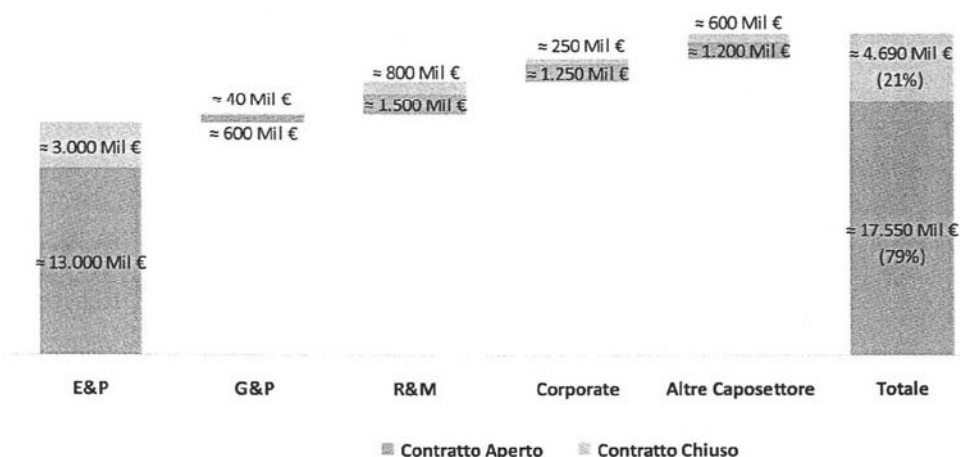 ≈ 3.000 Mil €
≈ 13.000 Mil €
≈ 40 Mil €
≈ 600 Mil €
≈ 800 Mil €
≈ 1.500 Mil €
≈ 250 Mil €
≈ 1.250 Mil €
≈ 600 Mil €
≈ 1.200 Mil €
≈ 4.690 Mil €
(21%)
≈ 17.550 Mil €
(79%)
E&P G&P R&M Corporate Altre Caposettore Totale
Contratto Aperto Contratto Chiuso